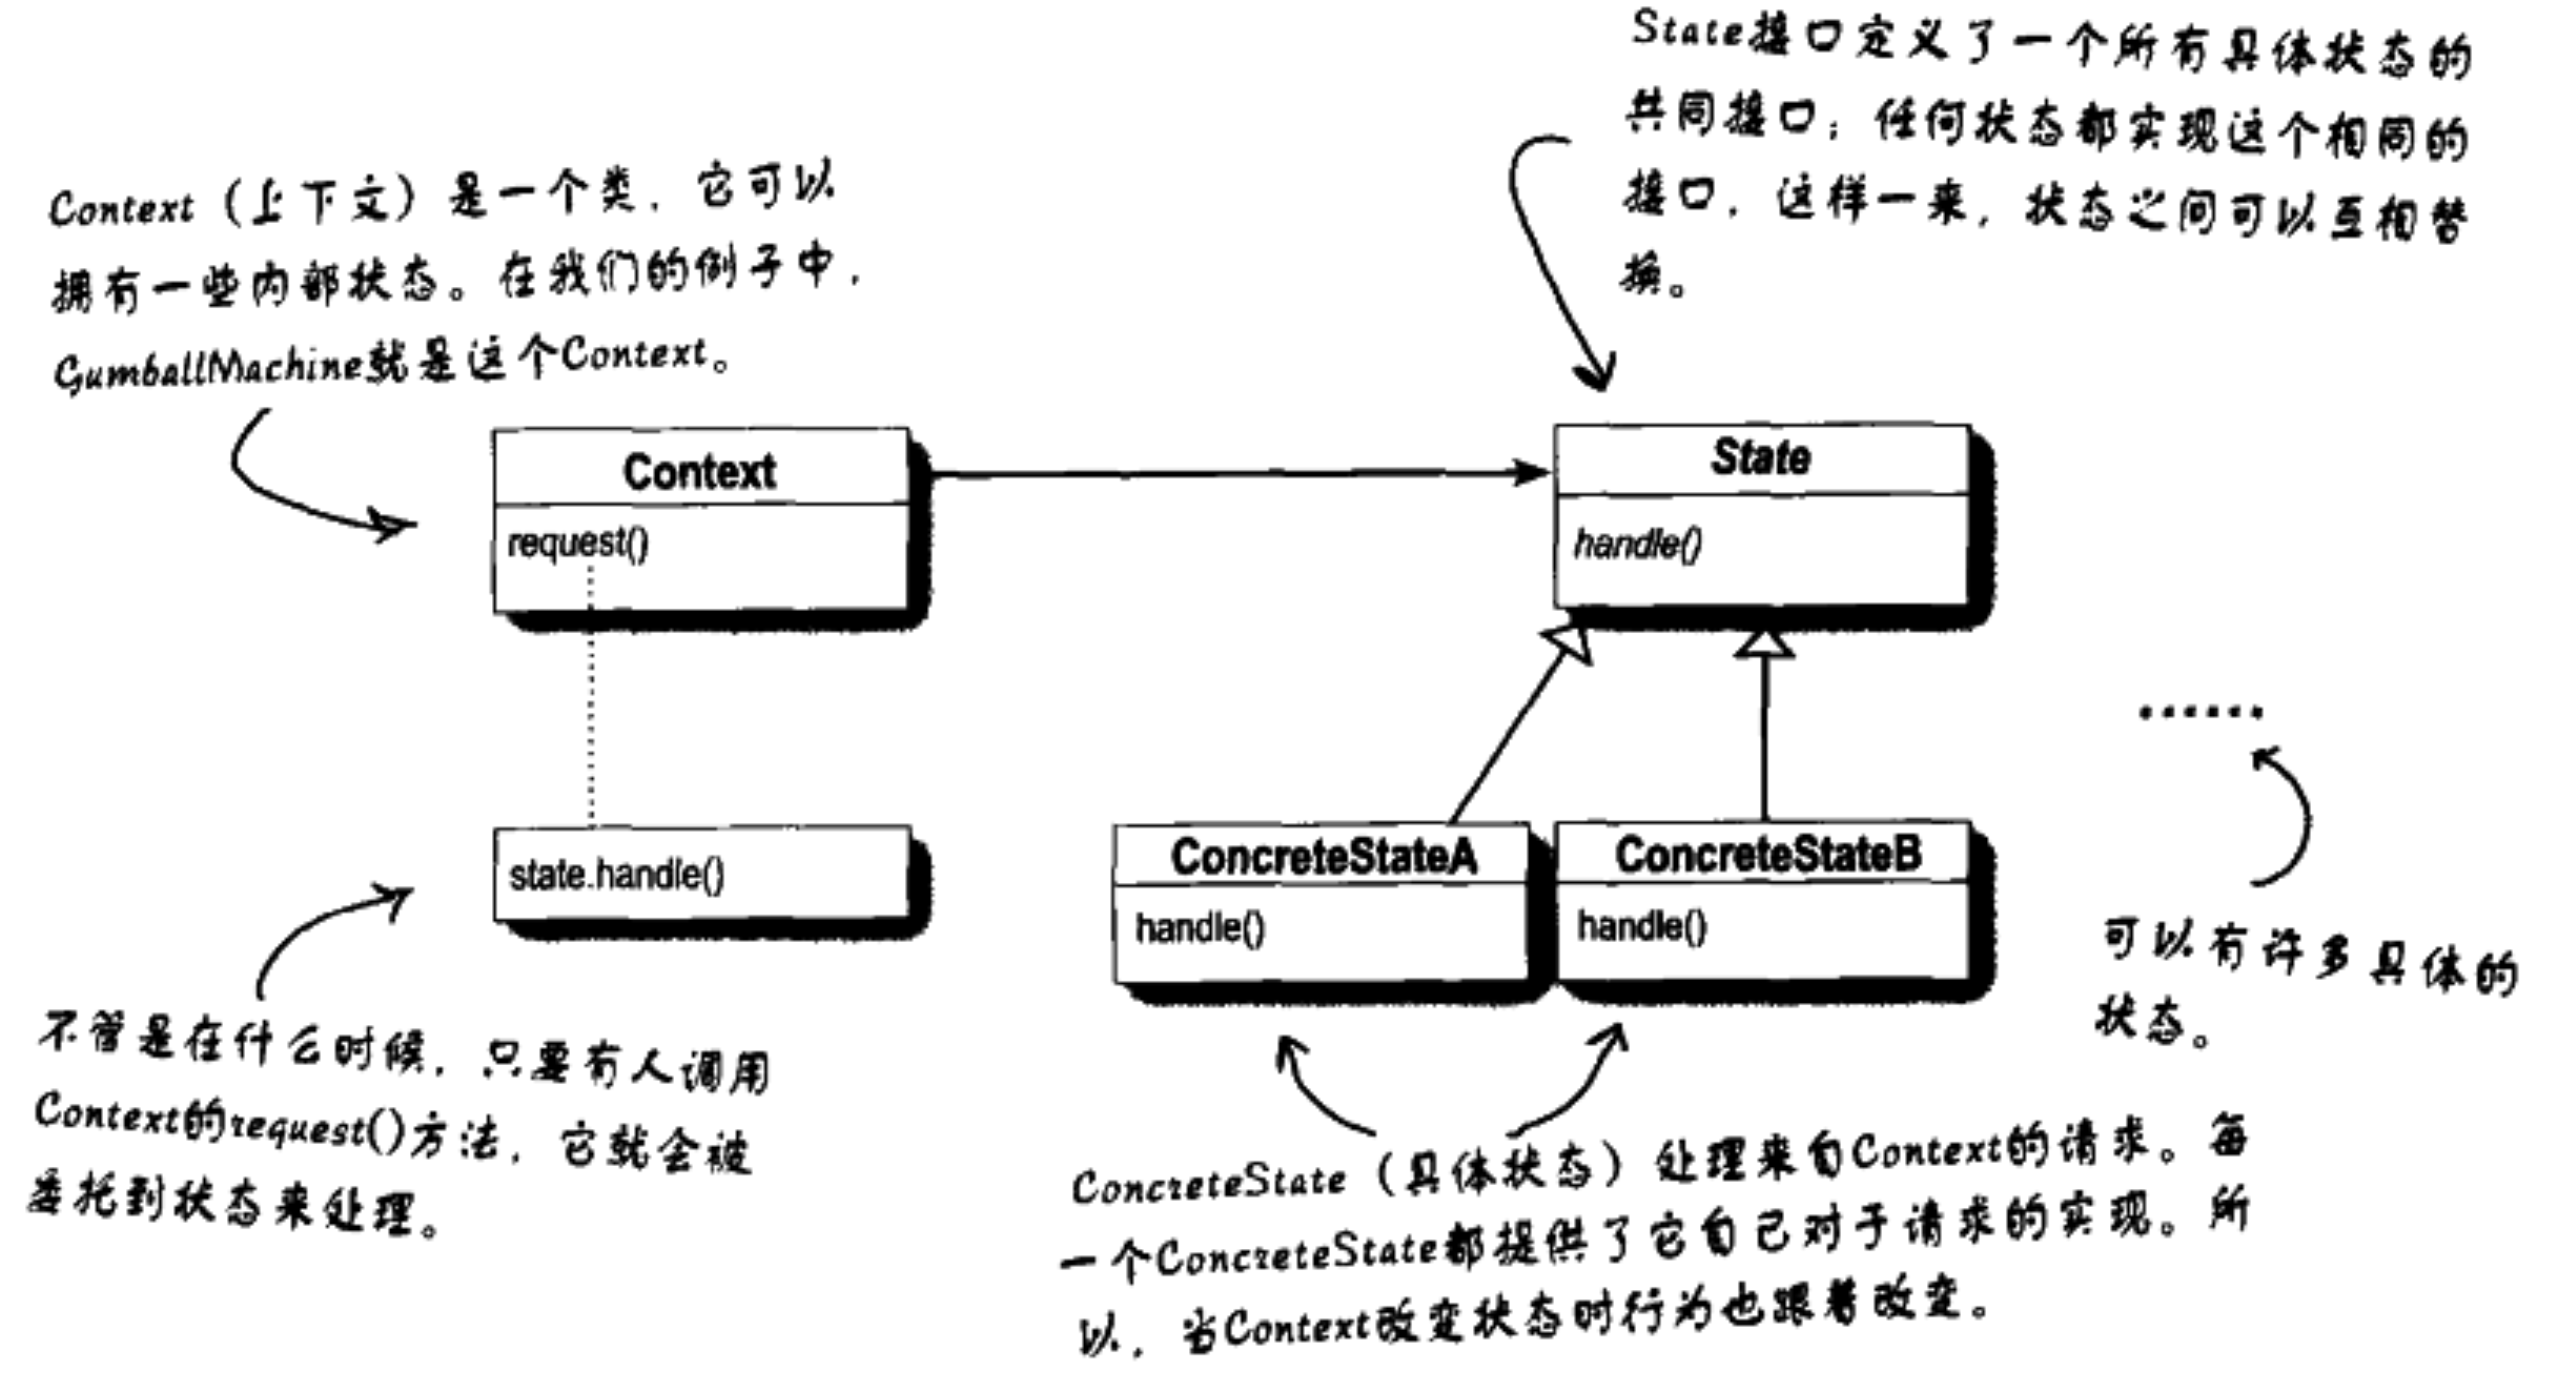 State接口定义了一个所有具体状态的
共同接口；任何状态都实现这个相同的
接口，这样一来，状态之间可以互相替
换。
Context（上下文）是一个类，它可以
拥有一些内部状态。在我们的例子中，
GumballMachine就是这个Context。
Context
request()
State
handle()
state.handle()
ConcreteStateA
handle()
ConcreteStateB
handle()
......
可以有许多具体的
状态。
不管是在什么时候，只要有人调用
Context的request()方法，它就会被
委托到状态来处理。
ConcreteState（具体状态）处理来自Context的请求。每
一个ConcreteState都提供了它自己对于请求的实现。所
以，当Context改变状态时行为也跟着改变。